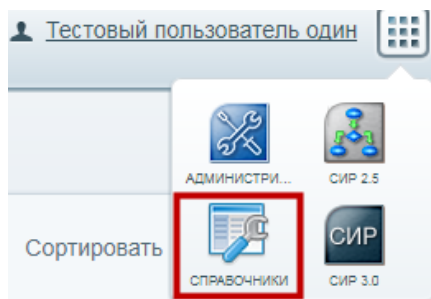 Тестовый пользователь один
АДМИНИСТРИ...
СИР 2.5
Сортировать
СИР
СПРАВОЧНИКИ
СИР 3.0